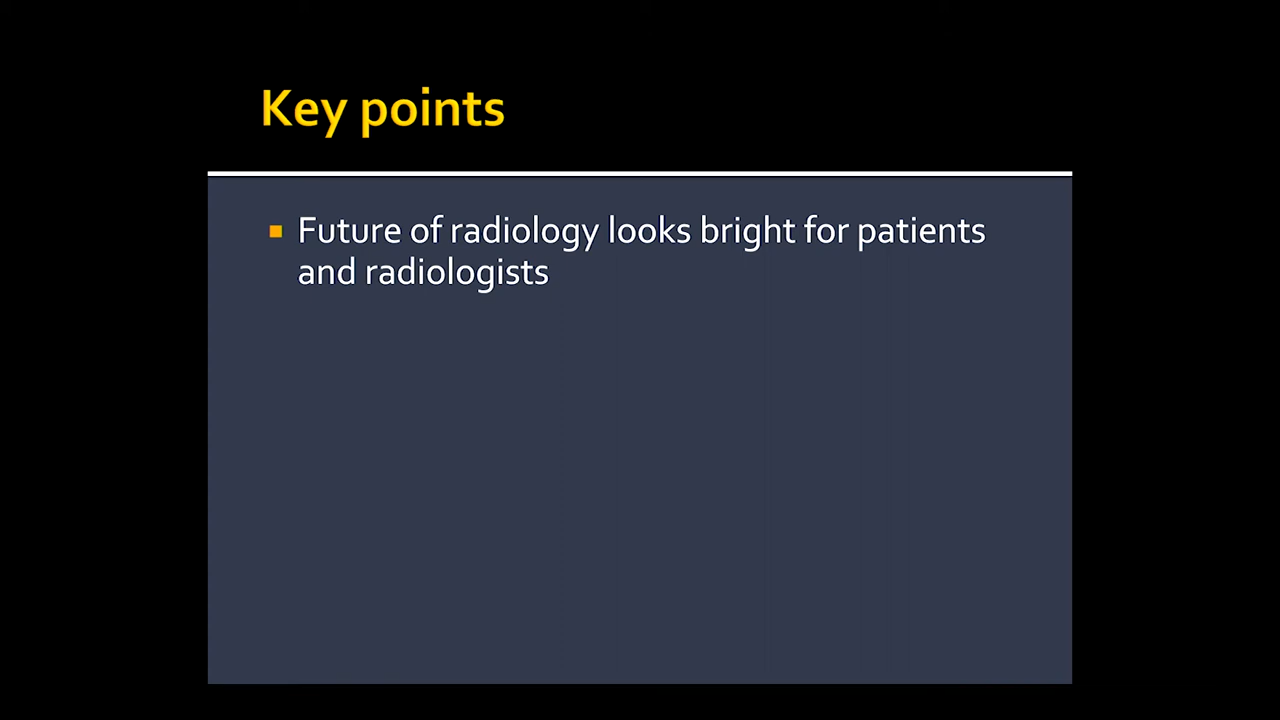 Key points
Future of radiology looks bright for patients
and radiologists